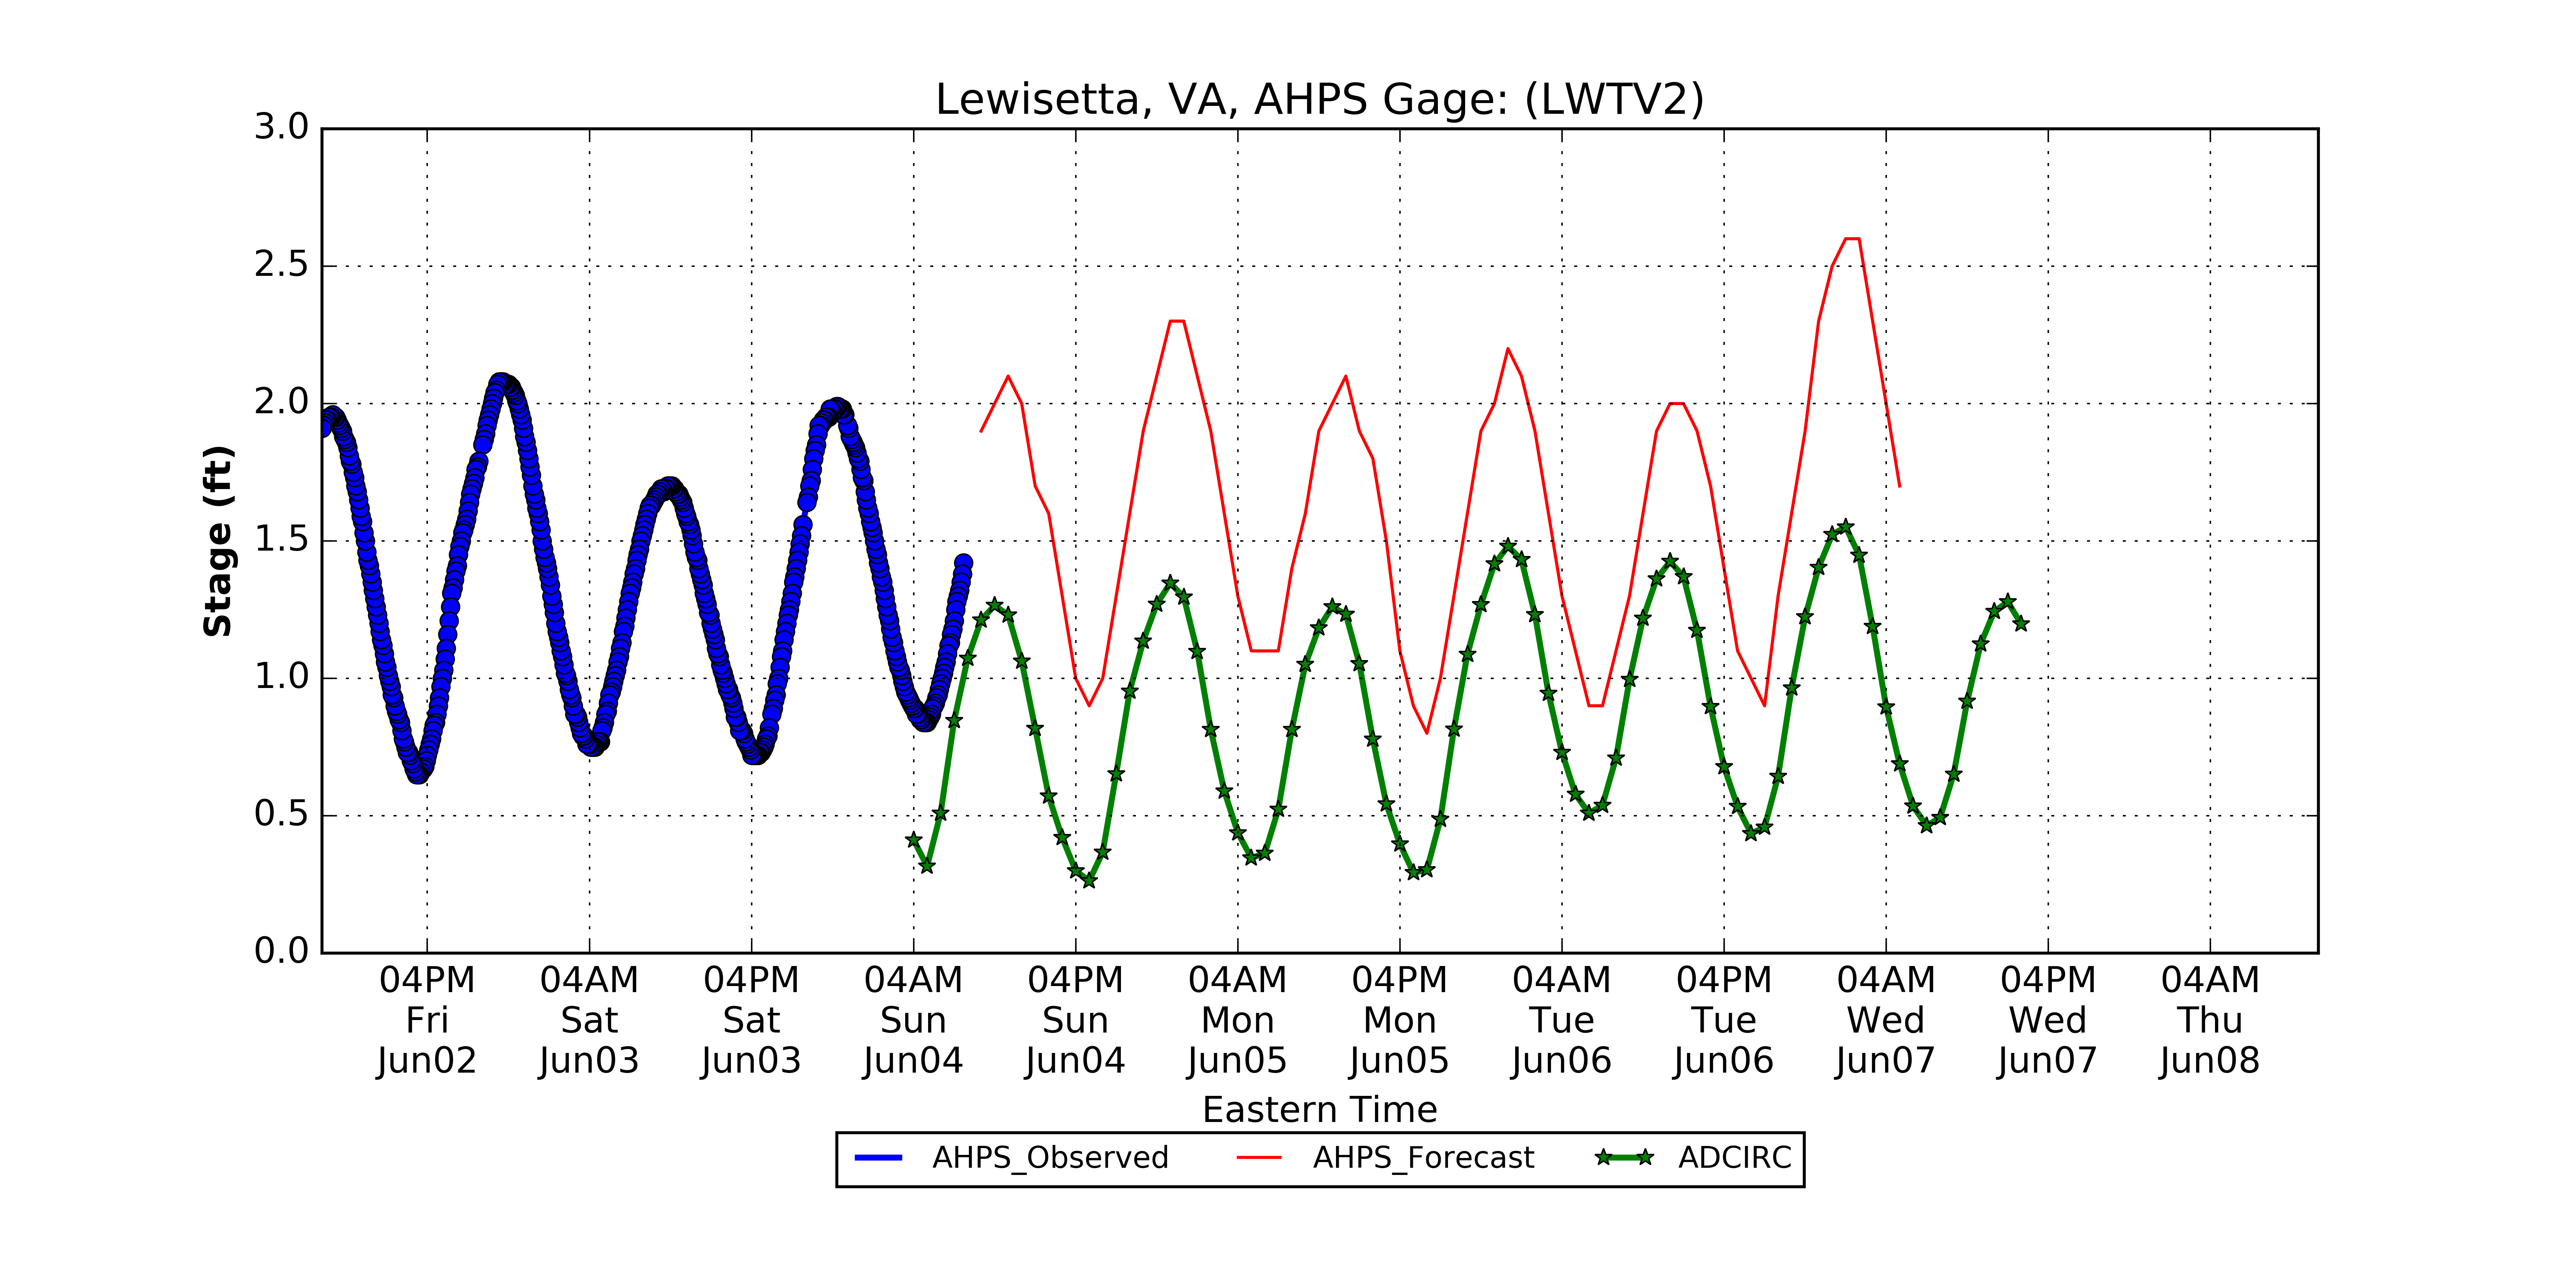 Lewisetta, VA, AHPS Gage: (LWTV2)
3.0
2.5
2.0
1.5
1.0
0.5
0.0
Stage (ft)
04PM 04AM 04PM 04AM 04PM 04AM 04PM 04AM 04PM 04AM 04PM 04AM
Fri Sat Sat Sun Sun Mon Mon Tue Tue Wed Wed Thu
Jun02 Jun03 Jun03 Jun04 Jun04 Jun05 Jun05 Jun06 Jun06 Jun07 Jun07 Jun08
Eastern Time
AHPS_Observed AHPS_Forecast ADCIRC